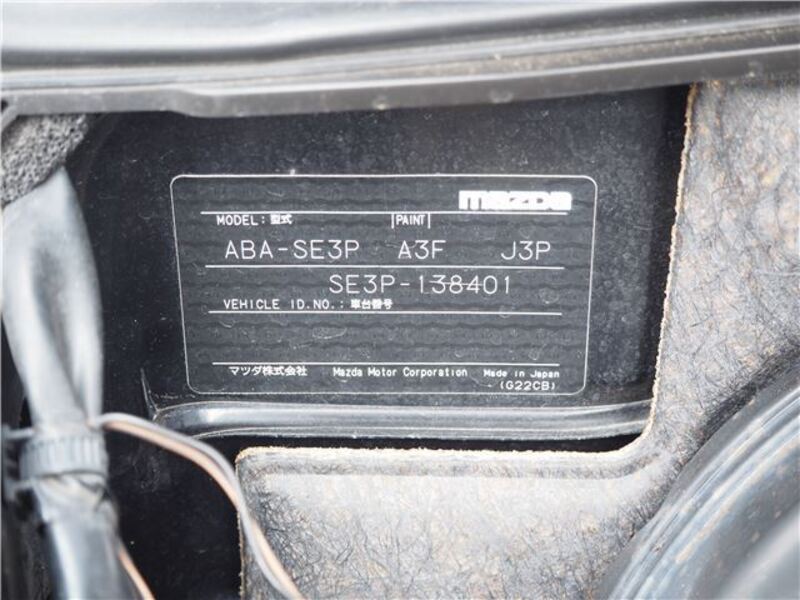 mazda
MODEL: 型式 PAINT
ABA-SE3P A3F J3P
SE3P-138401
VEHICLE ID.NO.: 車台番号
マツダ株式会社 Mazda Motor Corporation Made in Japan
(G22CB)